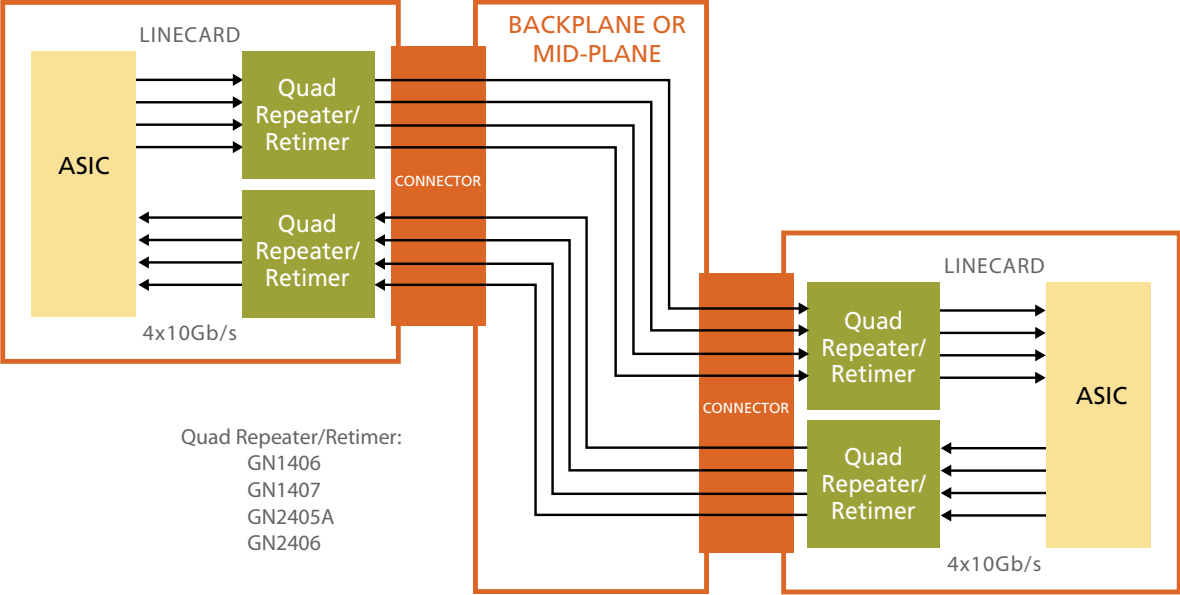 LINECARD
ASIC
Quad
Repeater/
Retimer
Quad
Repeater/
Retimer
4x10Gb/s
CONNECTOR
BACKPLANE OR
MID-PLANE
CONNECTOR
LINECARD
Quad
Repeater/
Retimer
Quad
Repeater/
Retimer
ASIC
4x10Gb/s
Quad Repeater/Retimer:
GN1406
GN1407
GN2405A
GN2406